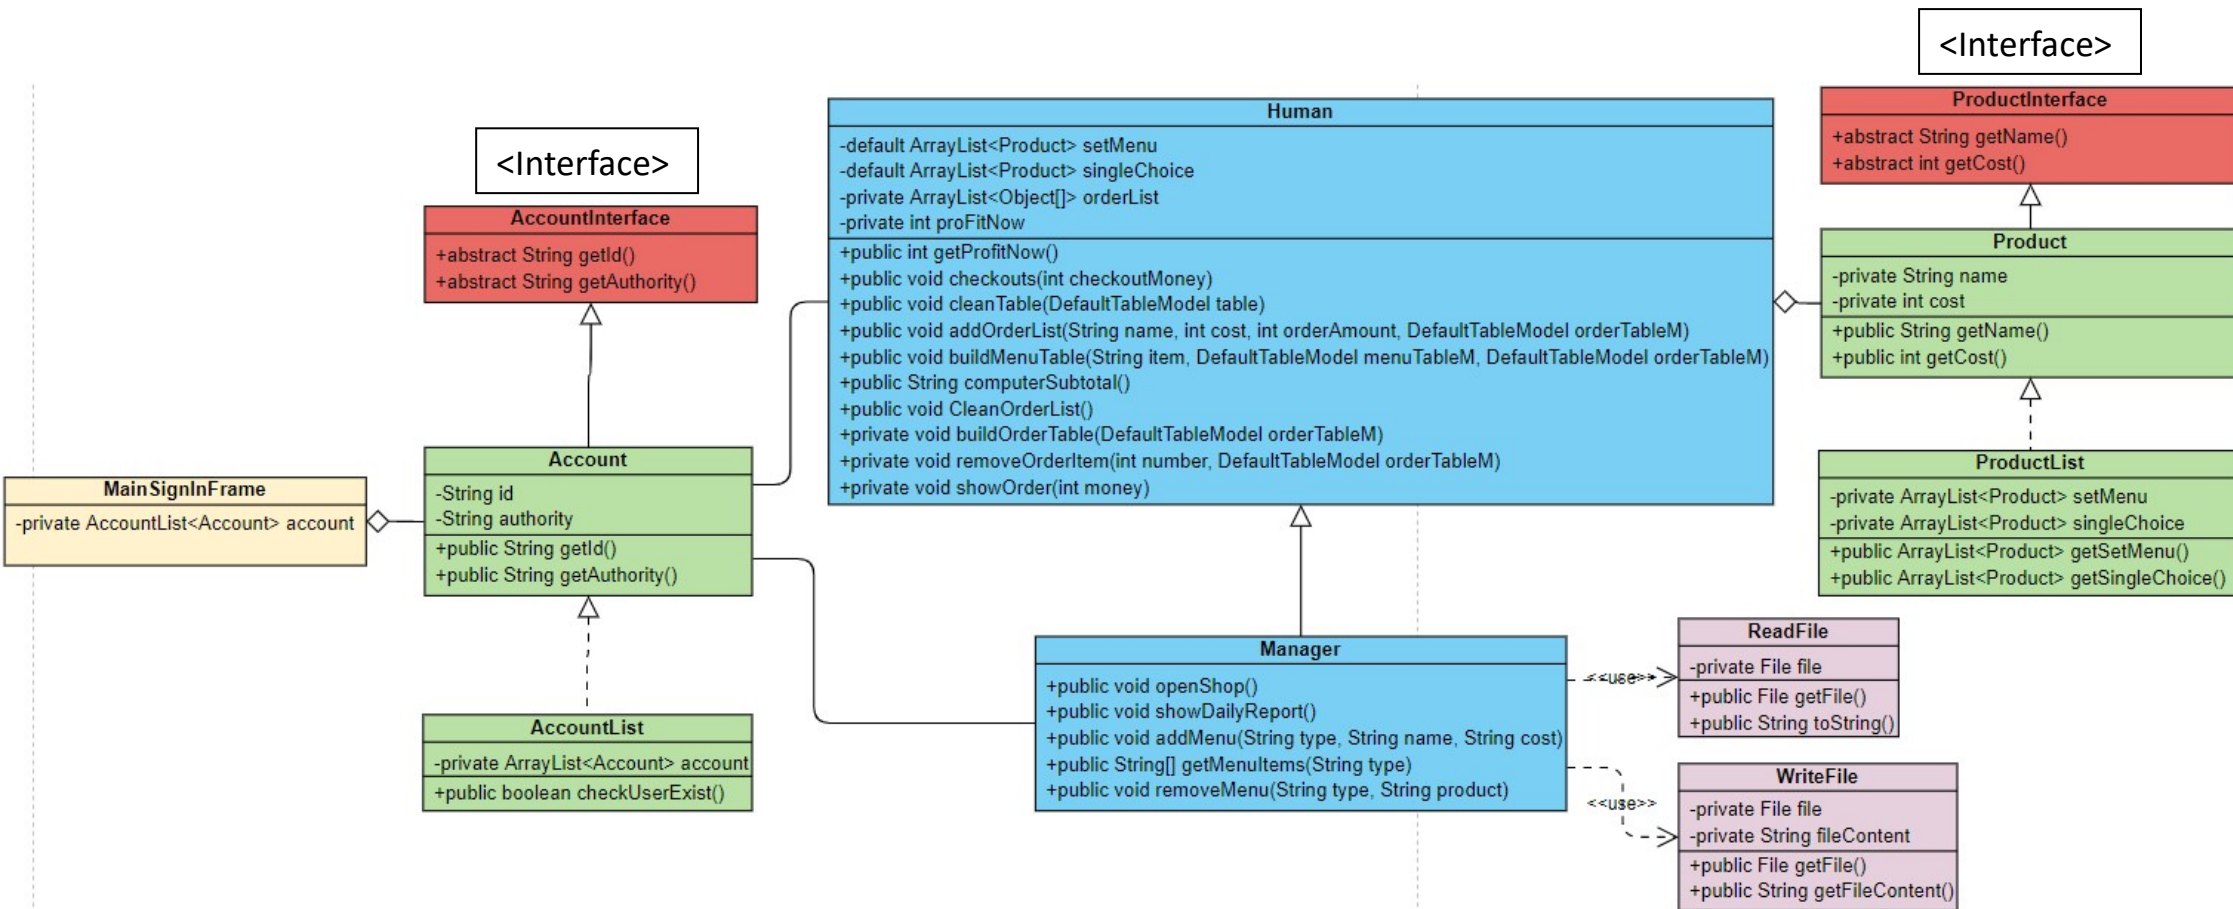 <Interface>
AccountInterface
+abstract String getId()
+abstract String getAuthority()
MainSignInFrame
-private AccountList<Account> account
Account
-String id
-String authority
+public String getId()
+public String getAuthority()
AccountList
-private ArrayList<Account> account
+public boolean checkUserExist()
Human
-default ArrayList<Product> setMenu
-default ArrayList<Product> singleChoice
-private ArrayList<Object[]> orderList
-private int proFitNow
+public int getProfitNow()
+public void checkouts(int checkoutMoney)
+public void cleanTable(DefaultTableModel table)
+public void addOrderList(String name, int cost, int orderAmount, DefaultTableModel orderTableM)
+public void buildMenuTable(String item, DefaultTableModel menuTableM, DefaultTableModel orderTableM)
+public String computerSubtotal()
+public void CleanOrderList()
+private void buildOrderTable(DefaultTableModel orderTableM)
+private void removeOrderItem(int number, DefaultTableModel orderTableM)
+private void showOrder(int money)
Manager
+public void openShop()
+public void showDailyReport()
+public void addMenu(String type, String name, String cost)
+public String[] getMenuItems(String type)
+public void removeMenu(String type, String product)
<Interface>
ProductInterface
+abstract String getName()
+abstract int getCost()
Product
-private String name
-private int cost
+public String getName()
+public int getCost()
ProductList
-private ArrayList<Product> setMenu
-private ArrayList<Product> singleChoice
+public ArrayList<Product> getSetMenu()
+public ArrayList<Product> getSingleChoice()
<<use>>
ReadFile
-private File file
+public File getFile()
+public String toString()
<<use>>
WriteFile
-private File file
-private String fileContent
+public File getFile()
+public String getFileContent()